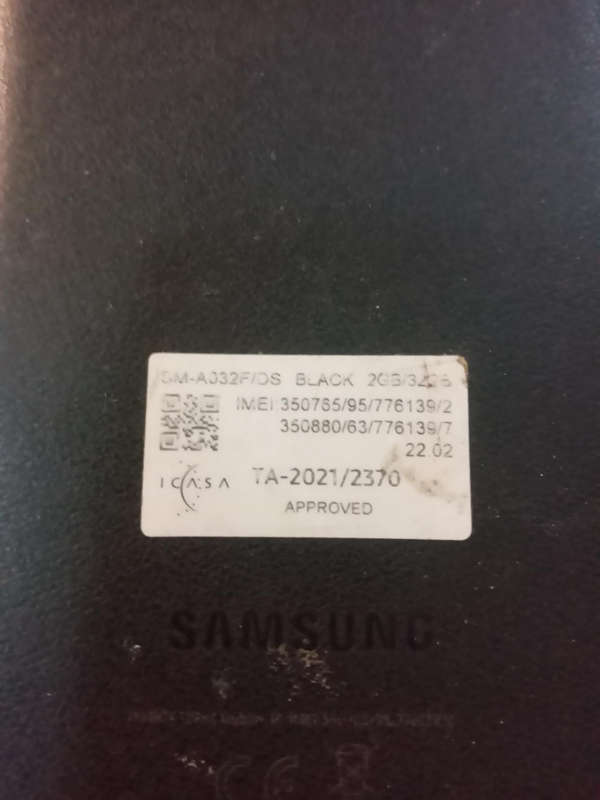 SM-A032F/DS BLACK 2GB/32GB
IMEI:350765/95/776139/2
350880/63/776139/7
22.02
ICASA TA-2021/2370
APPROVED
SAMSUNG
CE